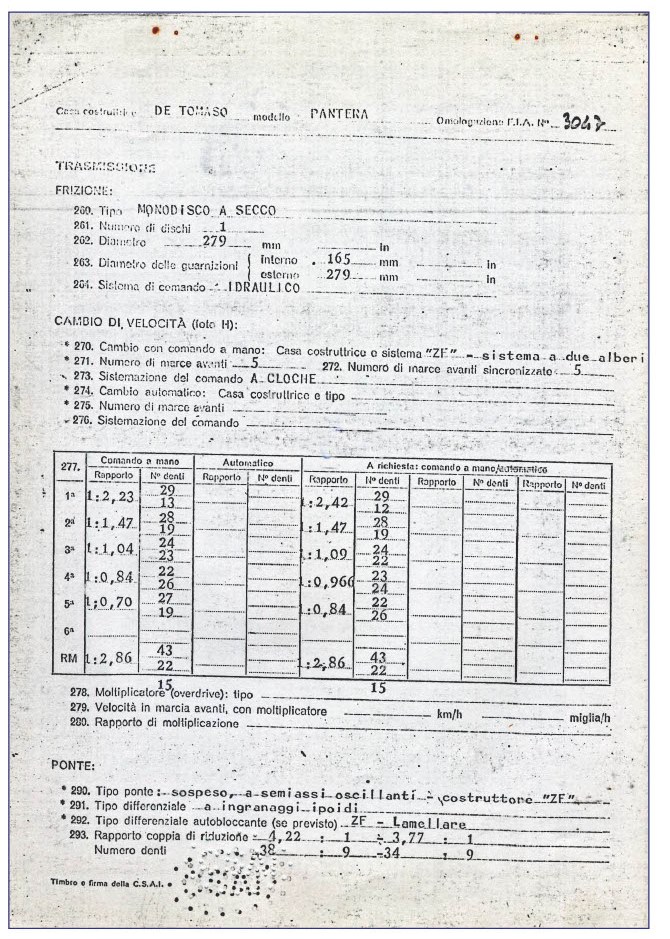 Casa costruttrice DE TOMASO modello PANTERA Omologazione F.I.A. Nº 3047
TRASMISSIONE
FRIZIONE:
260. Tipo MONODISCO A SECCO
261. Numero di dischi 1
262. Diametro 279 mm in
263. Diametro delle guarnizioni { interno 165 mm in
esterno 279 mm in
264. Sistema di comando IDRAULICO
CAMBIO DI VELOCITÀ (foto H):
* 270. Cambio con comando a mano: Casa costruttrice e sistema "ZF" - sistema a due alberi
* 271. Numero di marce avanti 5 272. Numero di marce avanti sincronizzate 5
273. Sistemazione del comando A CLOCHE
* 274. Cambio automatico: Casa costruttrice e tipo
* 275. Numero di marce avanti
276. Sistemazione del comando
277. Comando a mano Automatico A richiesta: comando a mano/automatico
Rapporto Nº denti Rapporto Nº denti Rapporto Nº denti Rapporto Nº denti Rapporto Nº denti
1ª 1:2,23 29 1:2,42 29
13 12
2ª 1:1,47 28 1:1,47 28
19 19
3ª 1:1,04 24 1:1,09 24
23 22
4ª 1:0,84 22 1:0,966 23
26 24
5ª 1:0,70 27 1:0,84 22
19 26
6ª
RM 1:2,86 43 1:2,86 43
22 22
15 15
278. Moltiplicatore (overdrive): tipo
279. Velocità in marcia avanti, con moltiplicatore km/h miglia/h
280. Rapporto di moltiplicazione
PONTE:
* 290. Tipo ponte: sospeso, a semiassi oscillanti - costruttore "ZF"
* 291. Tipo differenziale a ingranaggi ipoidi
* 292. Tipo differenziale autobloccante (se previsto) ZF - Lamellare
293. Rapporto coppia di riduzione 4,22 : 1 - 3,77 : 1
Numero denti 38 : 9 -34 : 9
Timbro e firma della C.S.A.I.
CSAI